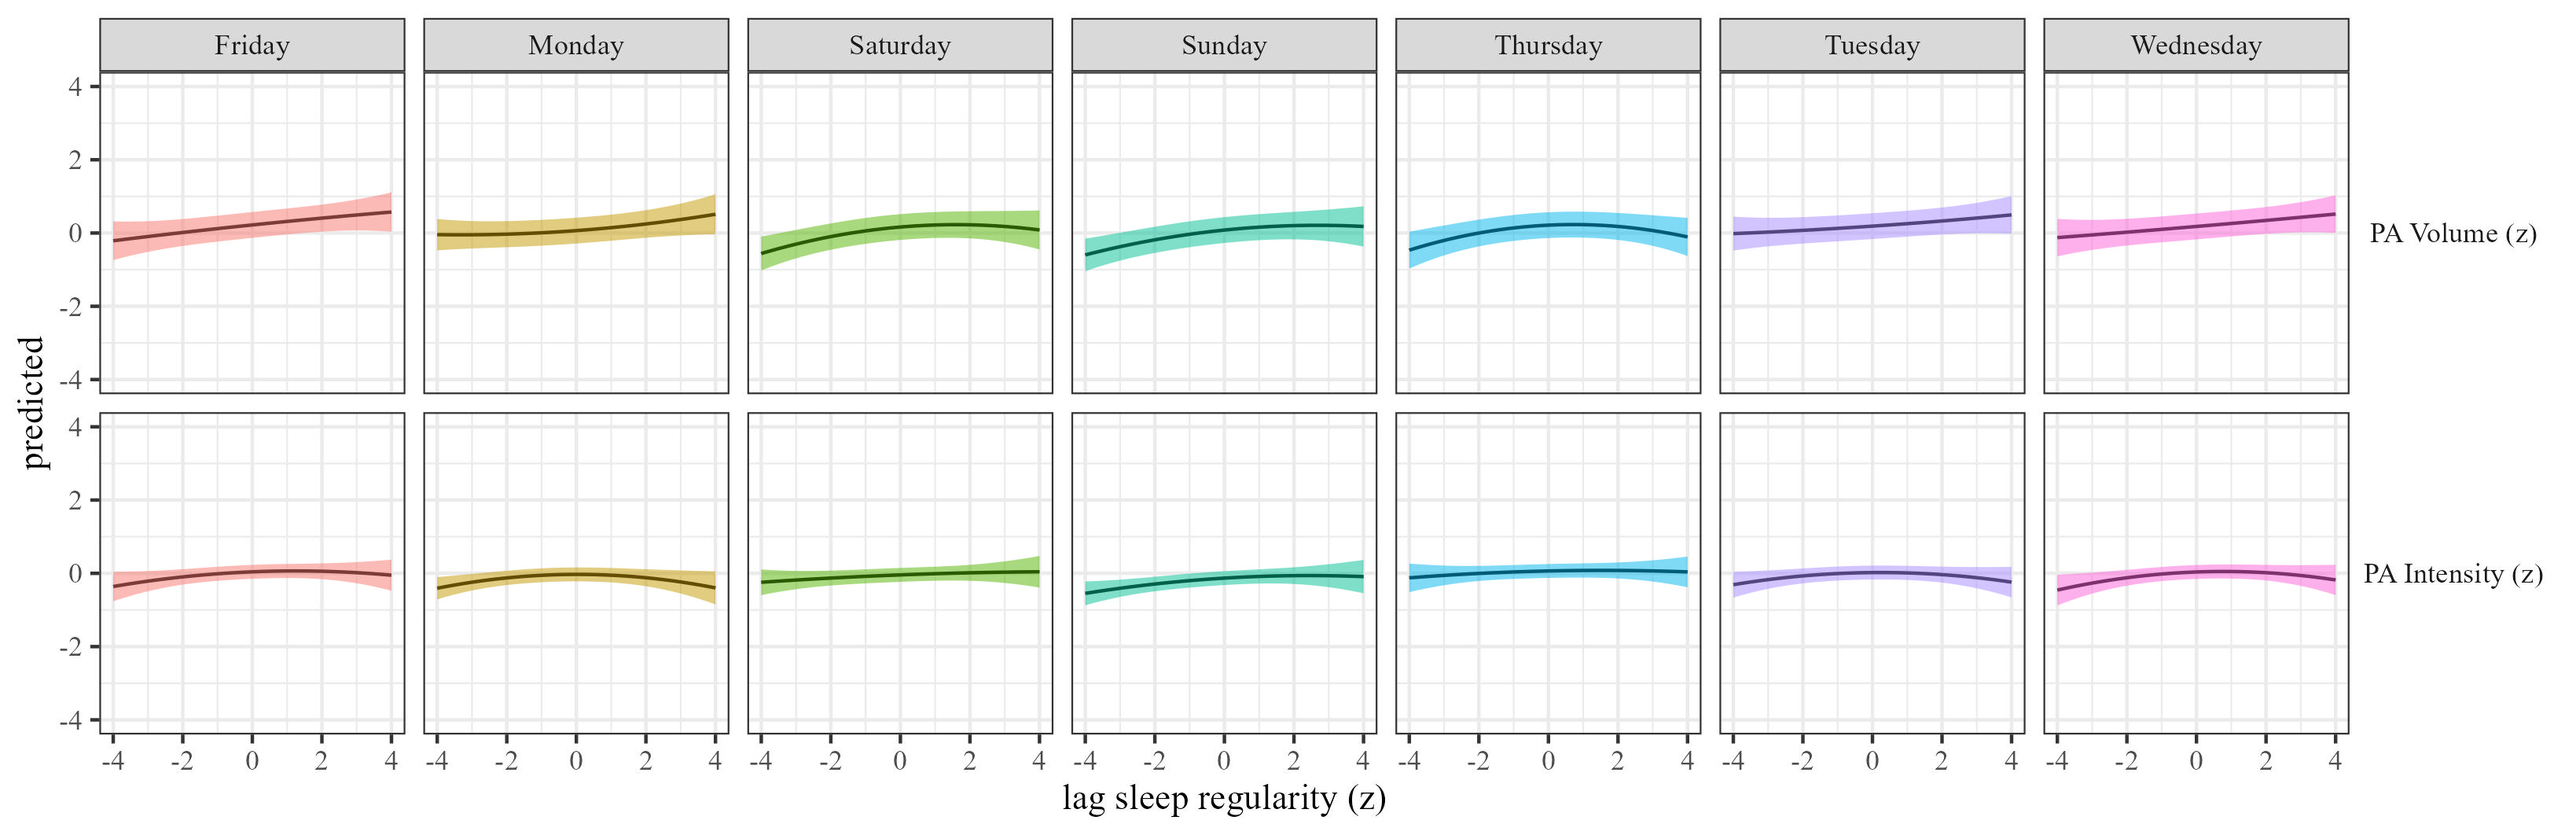 Friday Monday Saturday Sunday Thursday Tuesday Wednesday
4
2
0
-2
-4
PA Volume (z)
predicted
4
2
0
-2
-4
PA Intensity (z)
-4 -2 0 2 4 -4 -2 0 2 4 -4 -2 0 2 4 -4 -2 0 2 4 -4 -2 0 2 4 -4 -2 0 2 4 -4 -2 0 2 4
lag sleep regularity (z)